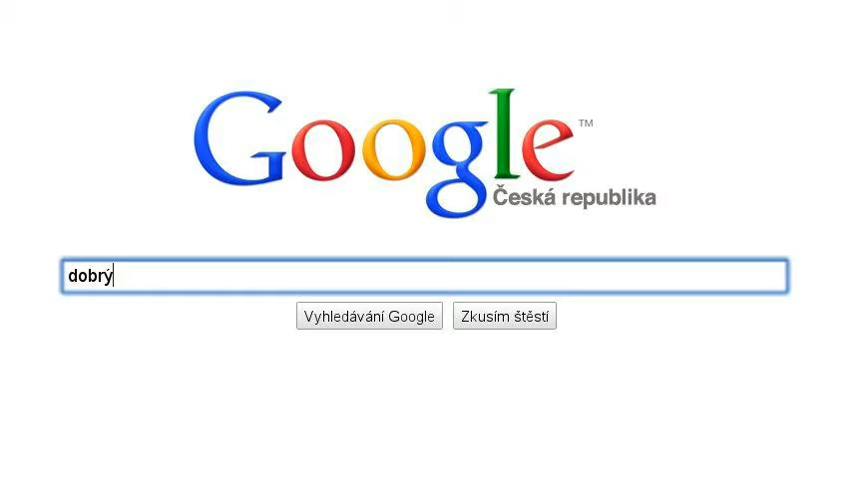 Google™
Česká republika
dobrý
Vyhledávání Google
Zkusím štěstí